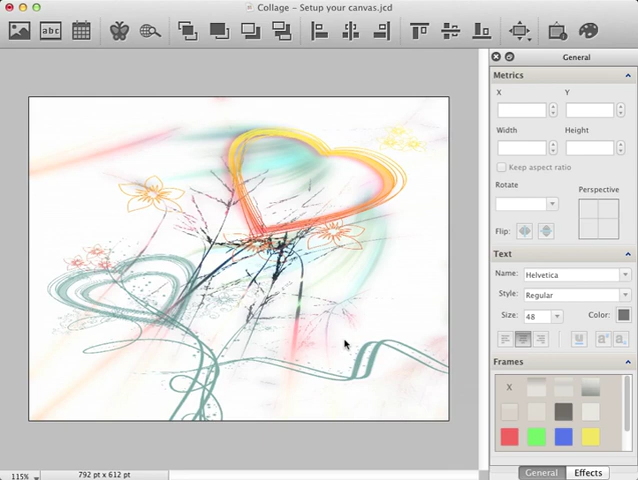 Collage – Setup your canvas.jcd
abc
General
Metrics
X
Y
Width
Height
Keep aspect ratio
Rotate
Perspective
Flip:
Text
Name:
Helvetica
Style:
Regular
Size:
48
Color:
U
a
a
Frames
X
115%
792 pt x 612 pt
General
Effects